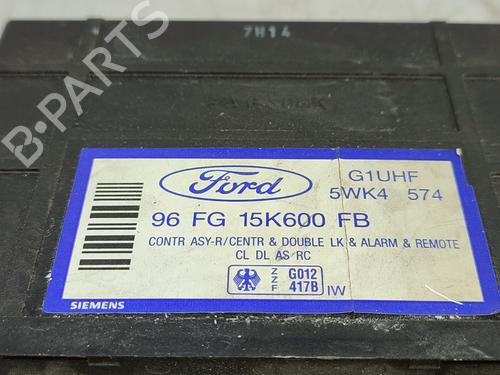 7H14
B-PARTS
Ford
G1UHF
5WK4 574
96 FG 15K600 FB
CONTR ASY-R/CENTR & DOUBLE LK & ALARM & REMOTE
CL DL AS RC
ZZF G012 417B IW
SIEMENS